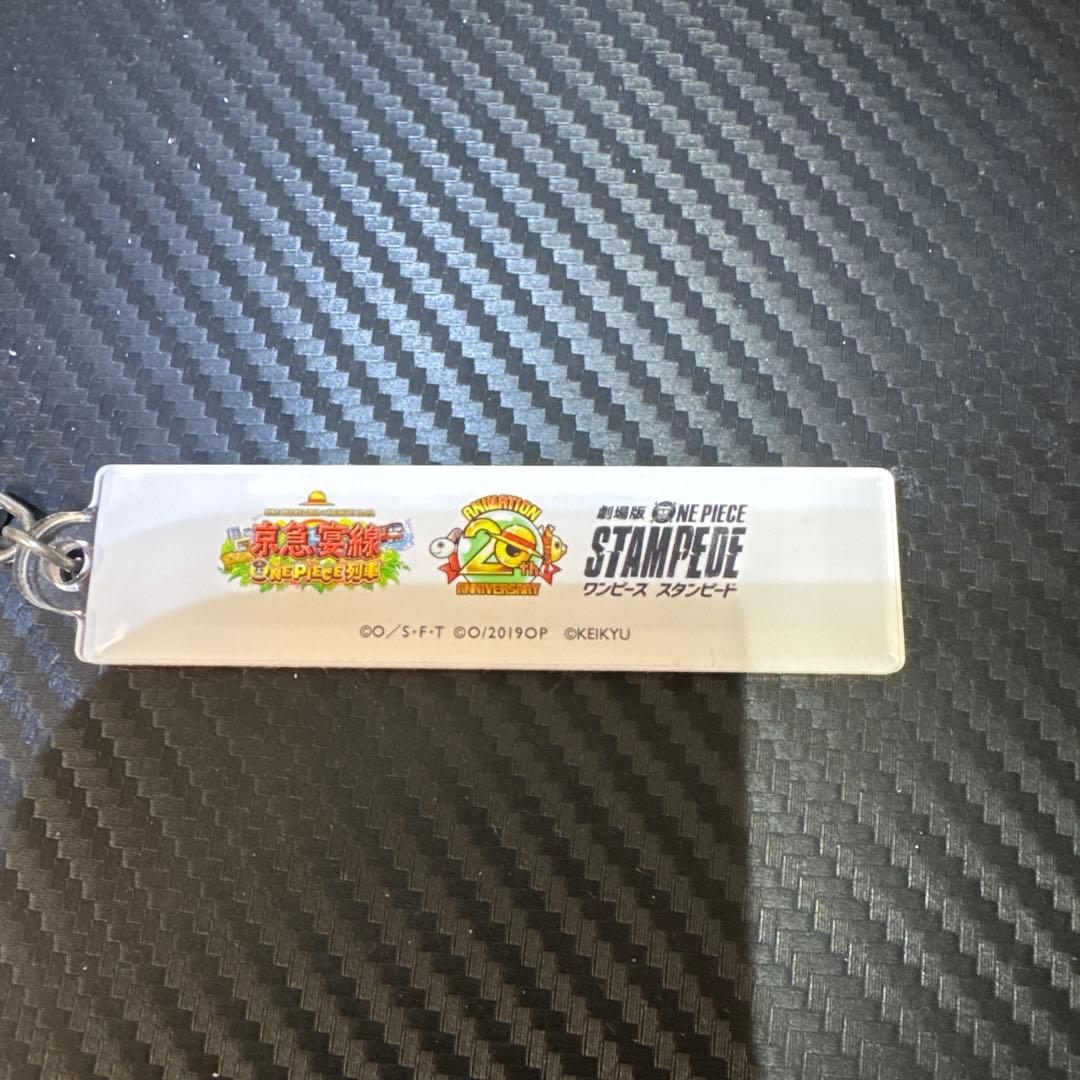 京急宴線
ONE PIECE列車
ANIMATION
20th
ANNIVERSARY
劇場版 ONE PIECE
STAMPEDE
ワンピース スタンピード
©O/S・F・T ©O/2019OP ©KEIKYU